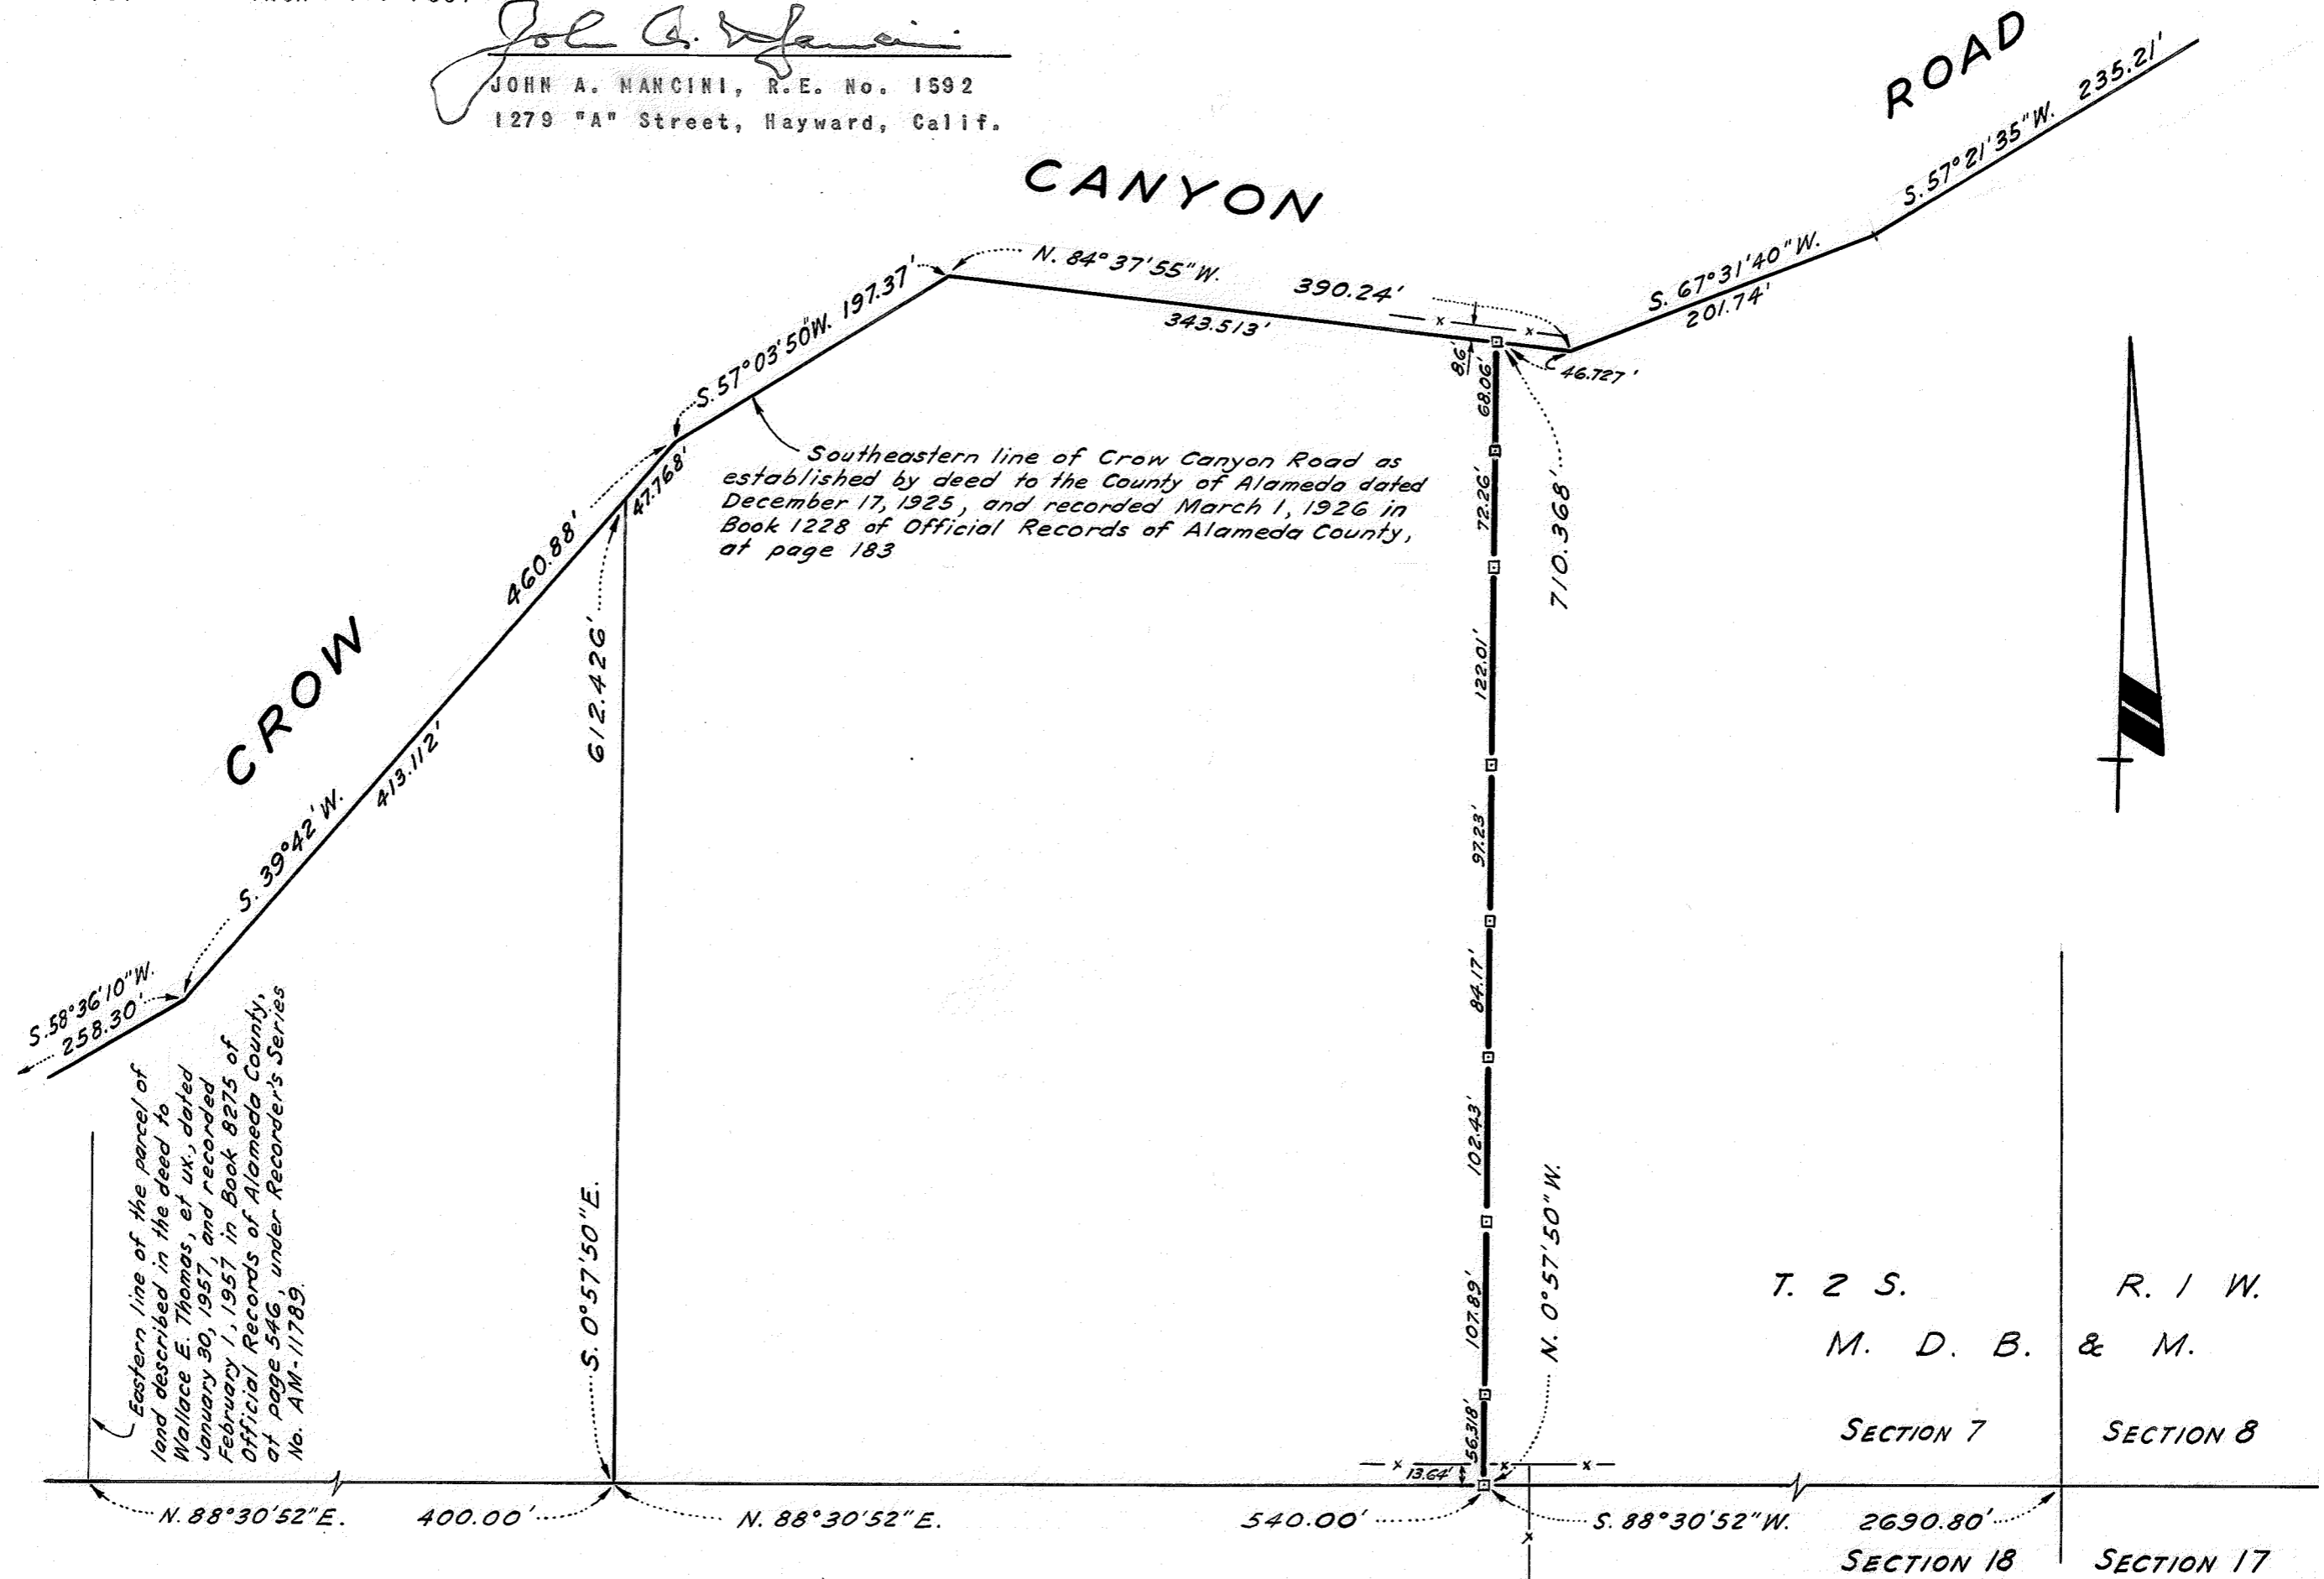 John A. Mancini
JOHN A. MANCINI, R.E. No. 1592
1279 "A" Street, Hayward, Calif.
CROW
CANYON
ROAD
S. 57°21'35"W. 235.21'
S. 67°31'40"W.
201.74'
N. 84°37'55"W. 390.24'
343.513'
46.727'
8.6'
S. 57°03'50"W. 197.37'
47.768'
460.88'
S. 39°42'W.
413.112'
S. 58°36'10"W.
258.30'
Southeastern line of Crow Canyon Road as
established by deed to the County of Alameda dated
December 17, 1925, and recorded March 1, 1926 in
Book 1228 of Official Records of Alameda County,
at page 183
612.426'
S. 0°57'50"E.
68.06'
72.26'
122.01'
97.23'
84.17'
102.43'
107.89'
56.318'
13.64'
710.368'
N. 0°57'50"W.
Eastern line of the parcel of
land described in the deed to
Wallace E. Thomas, et ux., dated
January 30, 1957, and recorded
February 1, 1957 in Book 8275 of
Official Records of Alameda County,
at page 546, under Recorder's Series
No. AM-11789.
T. 2 S. R. 1 W.
M. D. B. & M.
SECTION 7 SECTION 8
N. 88°30'52"E. 400.00' N. 88°30'52"E. 540.00' S. 88°30'52"W. 2690.80'
SECTION 18 SECTION 17